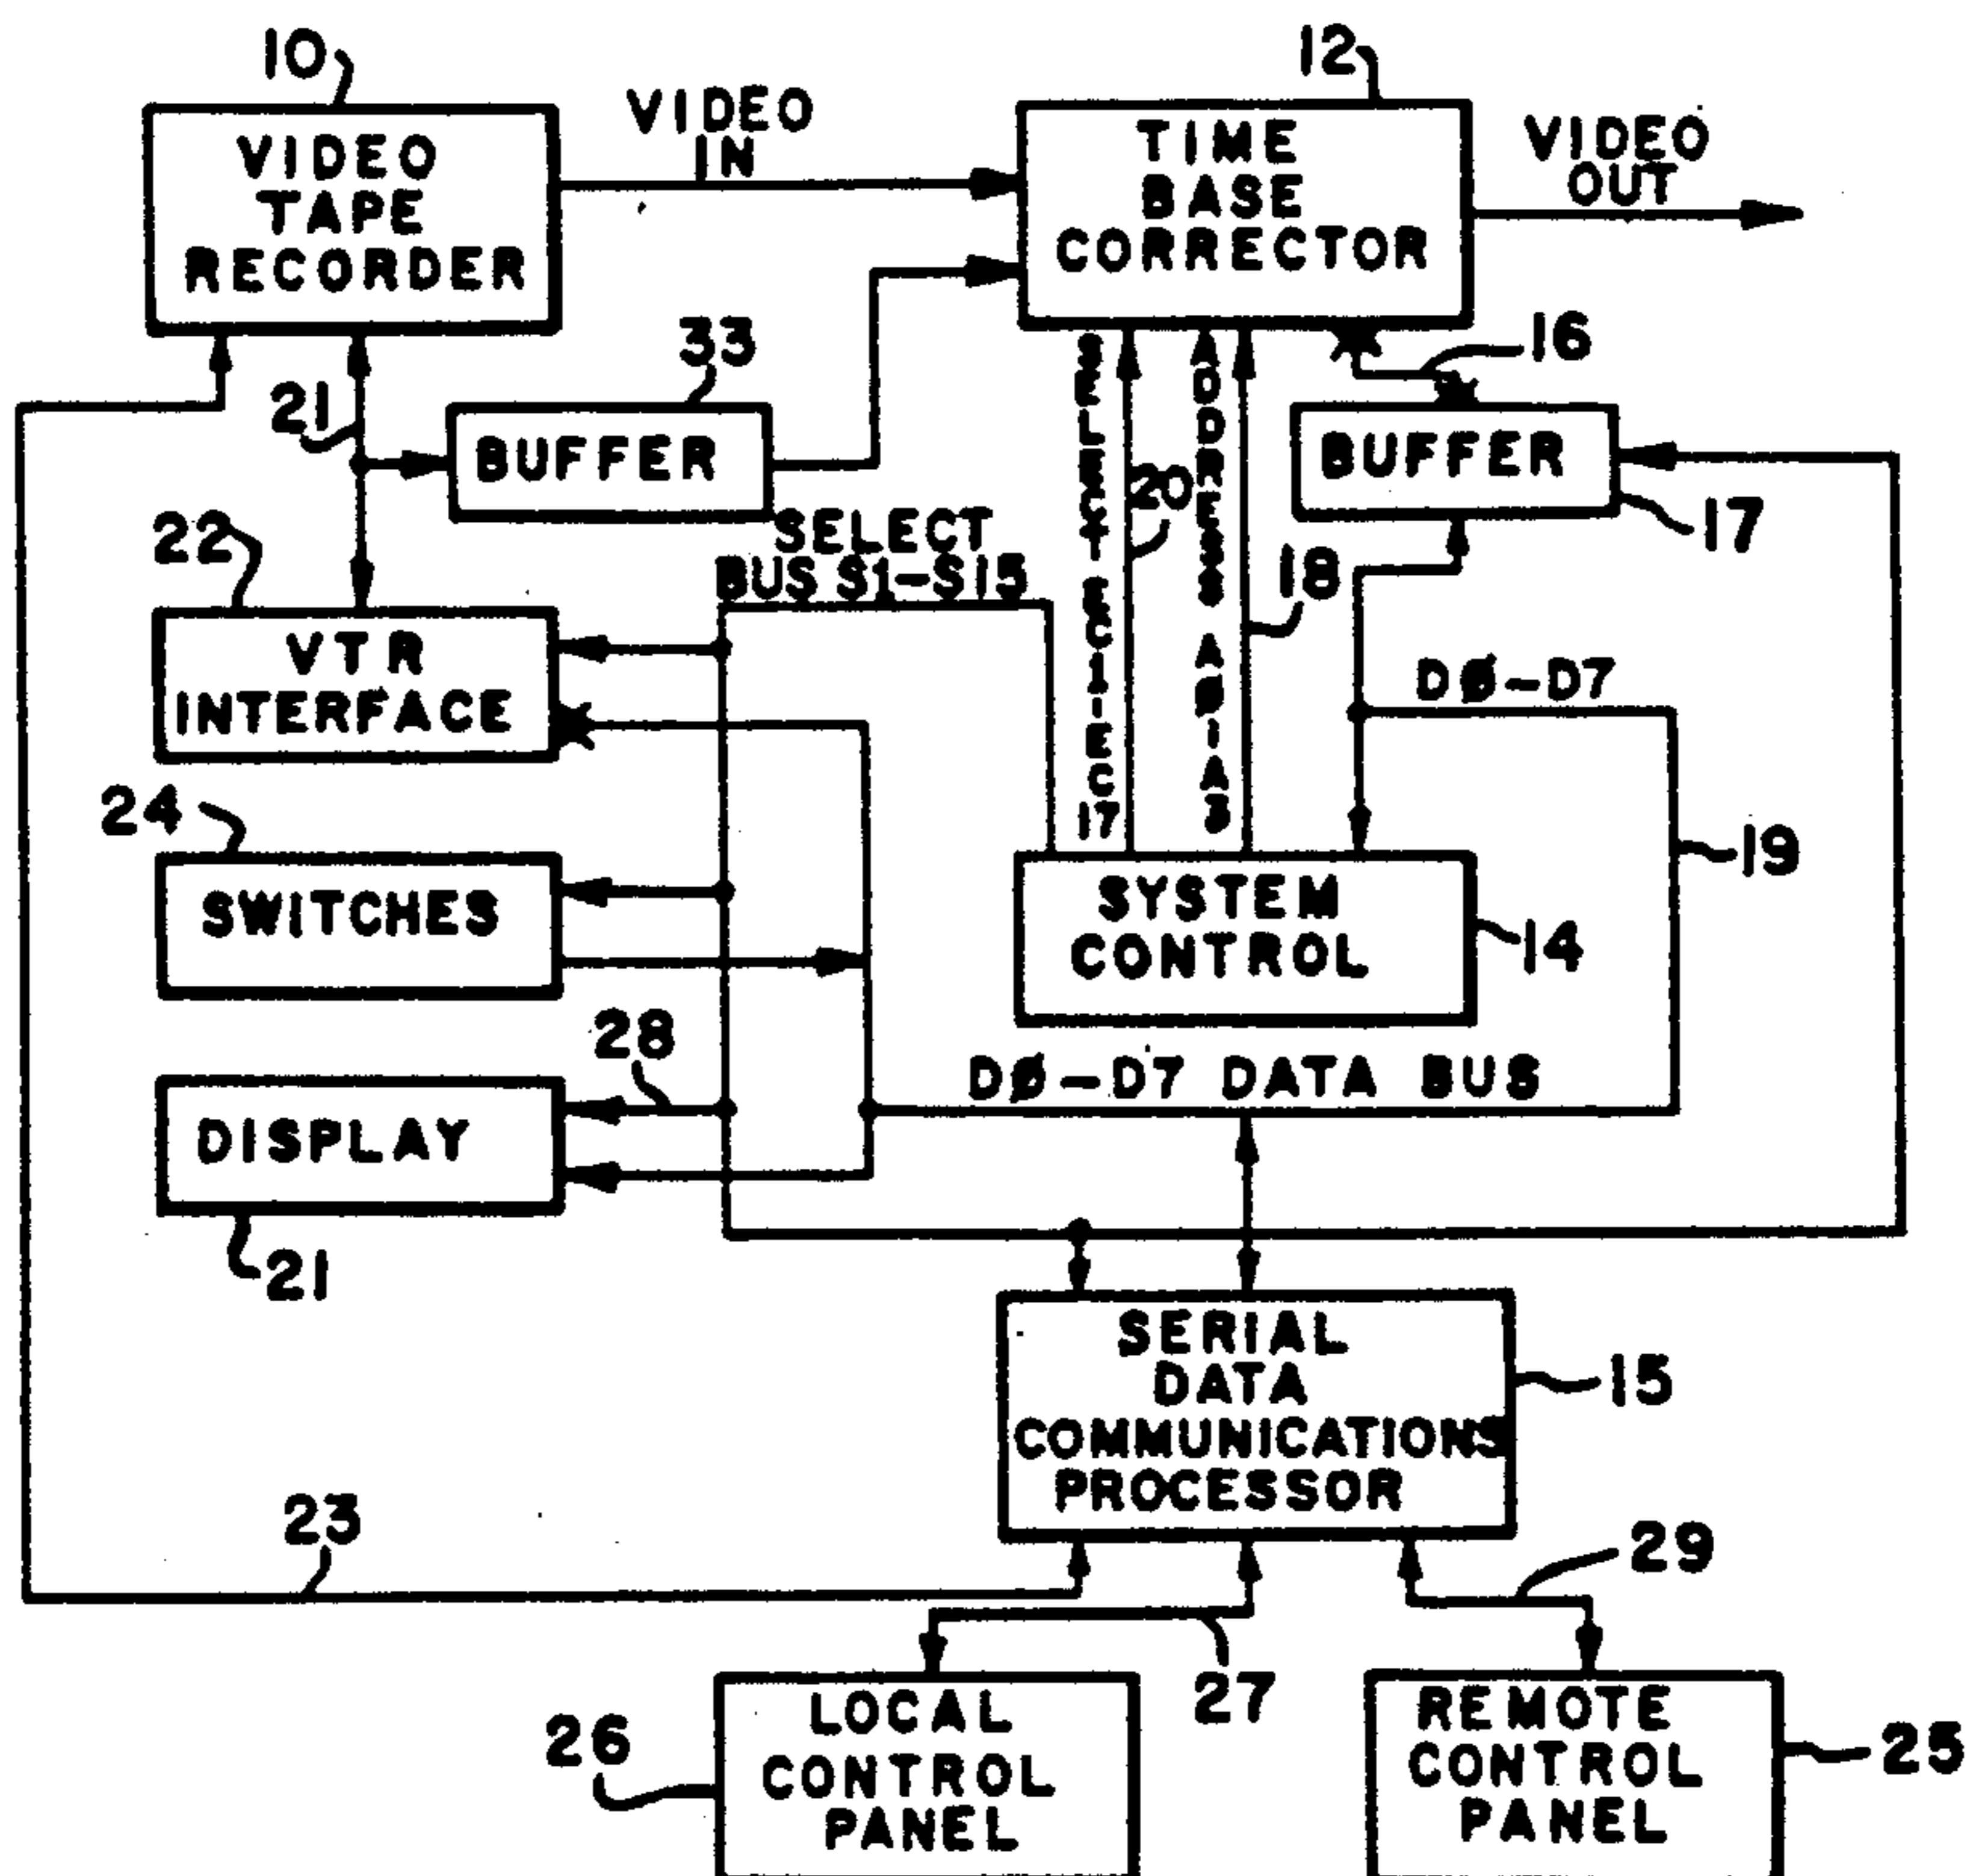 10
12
VIDEO
TAPE
RECORDER
VIDEO
IN
TIME
BASE
CORRECTOR
VIDEO
OUT
21
33
BUFFER
16
BUFFER
17
SELECT EC1-EC17
20
ADDRESS AØ-A3
18
22
VTR
INTERFACE
SELECT
BUS S1-S15
DØ-D7
19
24
SWITCHES
SYSTEM
CONTROL
14
28
DISPLAY
21
DØ-D7 DATA BUS
SERIAL
DATA
COMMUNICATIONS
PROCESSOR
15
23
29
27
26
LOCAL
CONTROL
PANEL
REMOTE
CONTROL
PANEL
25